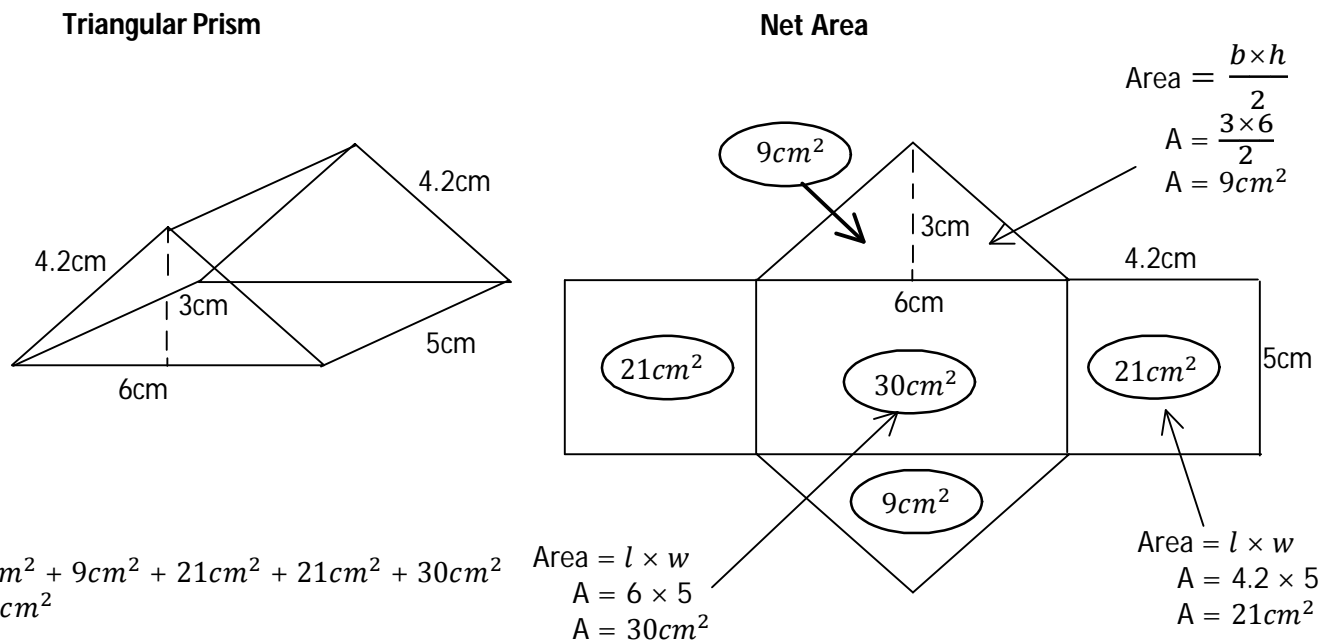 Triangular Prism
Net Area
Area = b×h/2
A = 3×6/2
A = 9cm²
9cm²
4.2cm
4.2cm
3cm
5cm
6cm
3cm
4.2cm
6cm
5cm
21cm²
30cm²
21cm²
9cm²
m² + 9cm² + 21cm² + 21cm² + 30cm²
cm²
Area = l × w
A = 6 × 5
A = 30cm²
Area = l × w
A = 4.2 × 5
A = 21cm²